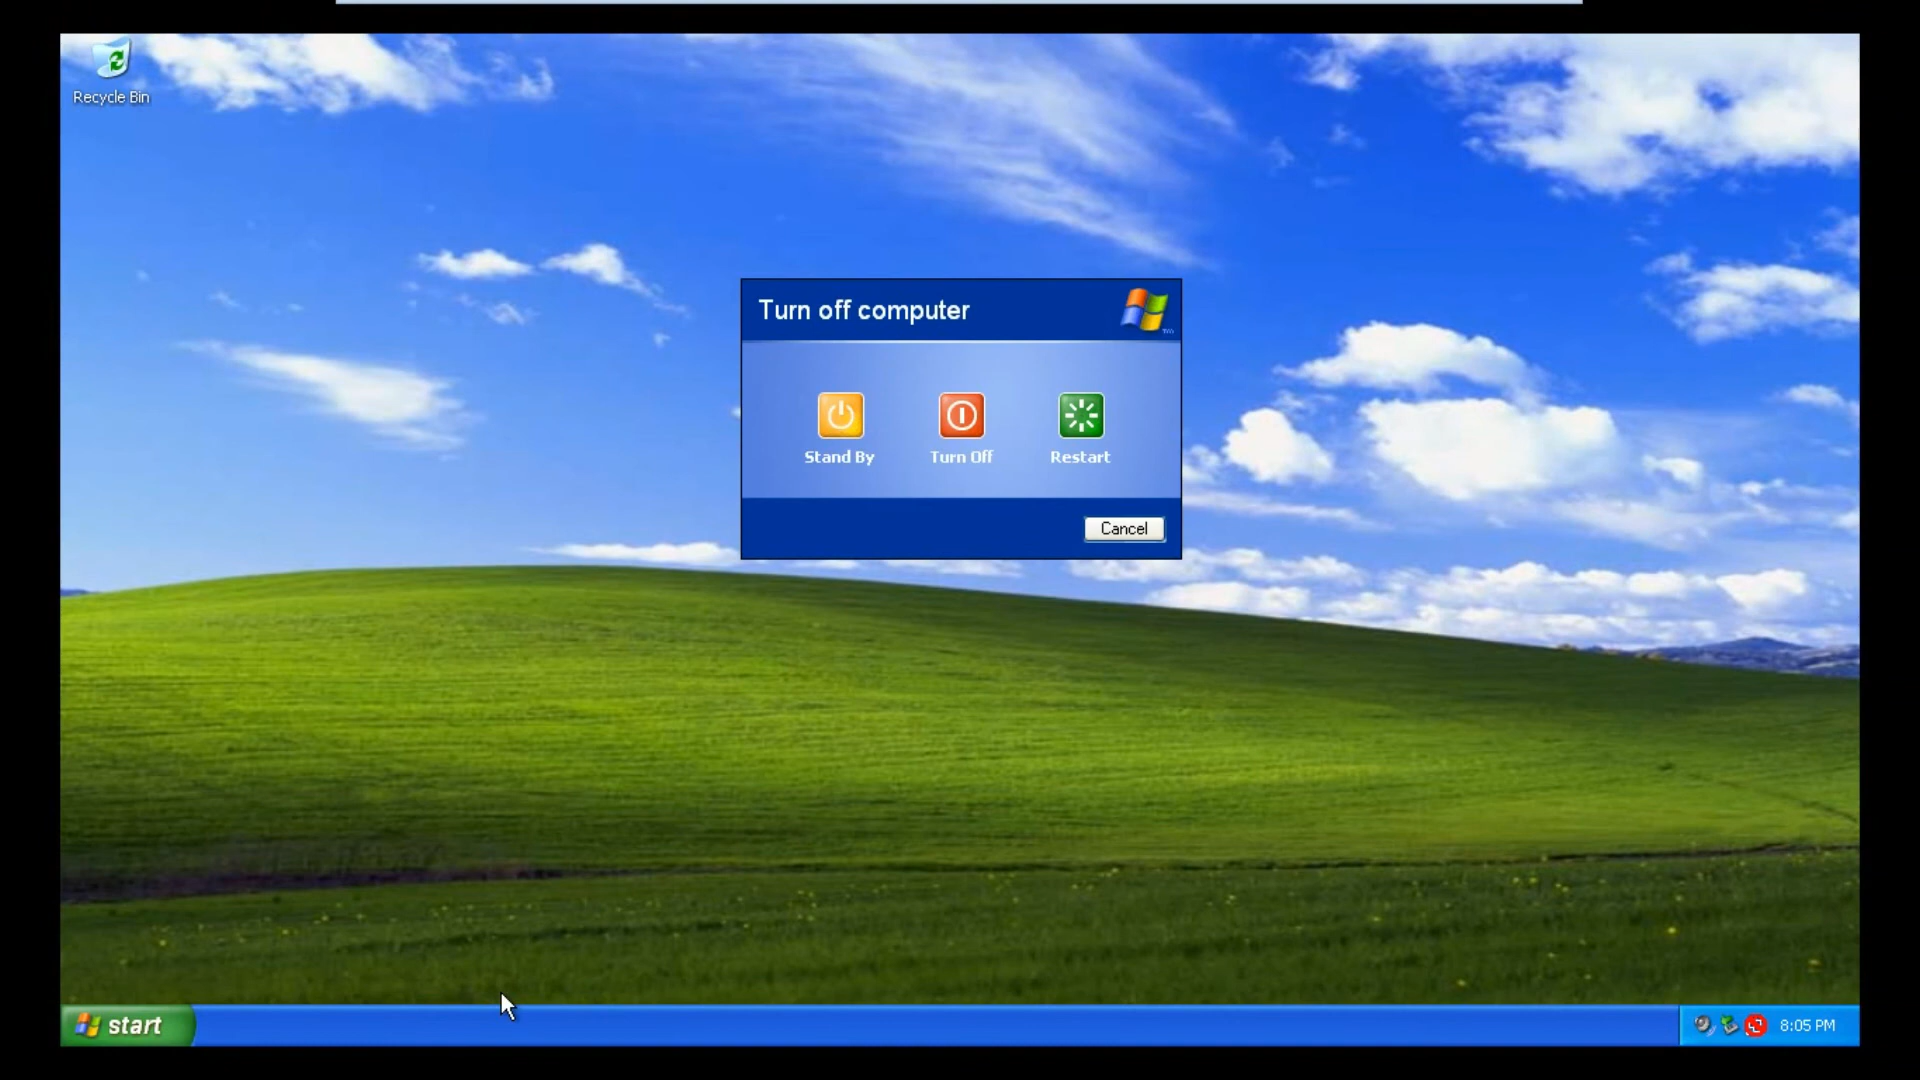 Recycle Bin
Turn off computer
Stand By
Turn Off
Restart
Cancel
start
8:05 PM